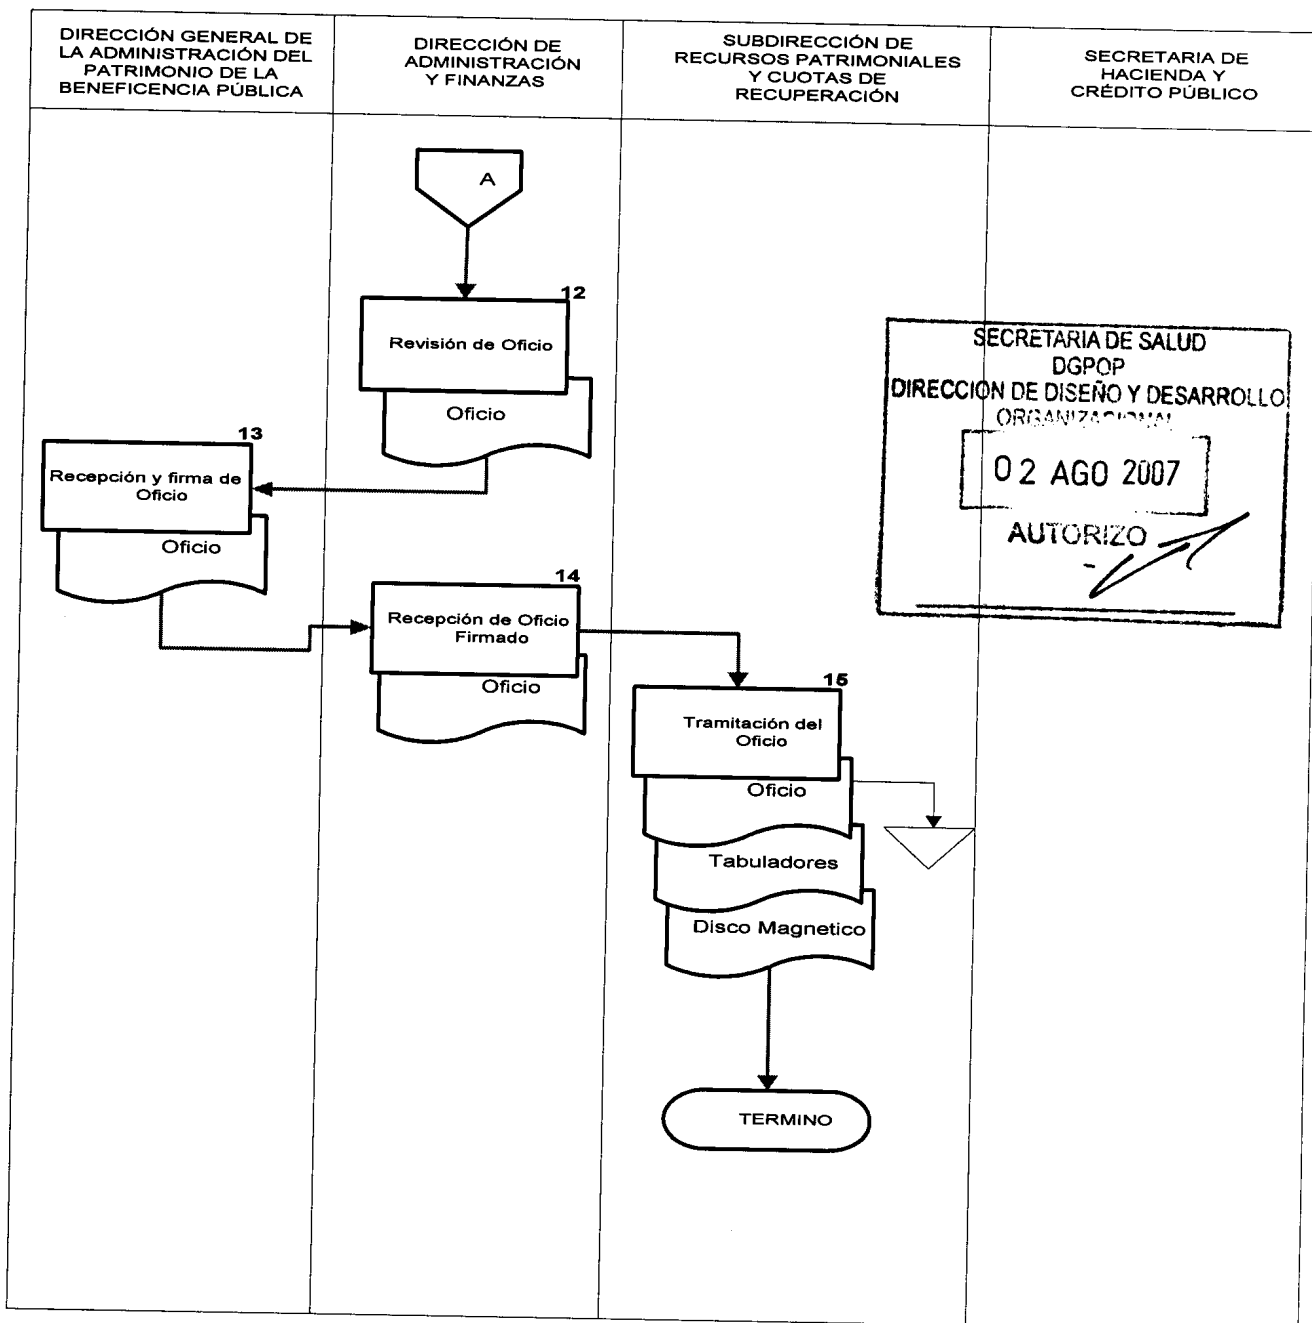 DIRECCIÓN GENERAL DE
LA ADMINISTRACIÓN DEL
PATRIMONIO DE LA
BENEFICENCIA PÚBLICA
DIRECCIÓN DE
ADMINISTRACIÓN
Y FINANZAS
SUBDIRECCIÓN DE
RECURSOS PATRIMONIALES
Y CUOTAS DE
RECUPERACIÓN
SECRETARIA DE
HACIENDA Y
CRÉDITO PÚBLICO
A
12
Revisión de Oficio
Oficio
13
Recepción y firma de
Oficio
Oficio
14
Recepción de Oficio
Firmado
Oficio
15
Tramitación del
Oficio
Oficio
Tabuladores
Disco Magnetico
TERMINO
SECRETARIA DE SALUD
DGPOP
DIRECCION DE DISEÑO Y DESARROLLO
ORGANIZACIONAL
02 AGO 2007
AUTORIZO